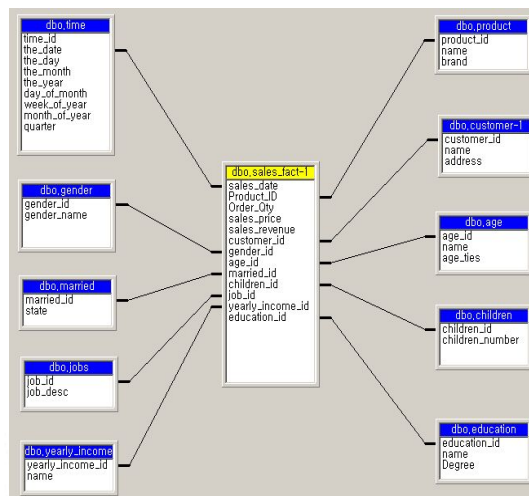 dbo,time
time_id
the_date
the_day
the_month
the_year
day_of_month
week_of_year
month_of_year
quarter
dbo,gender
gender_id
gender_name
dbo,married
married_id
state
dbo,jobs
job_id
job_desc
dbo,yearly_income
yearly_income_id
name
dbo,sales_fact-1
sales_date
Product_ID
Order_Qty
sales_price
sales_revenue
customer_id
gender_id
age_id
married_id
children_id
job_id
yearly_income_id
education_id
dbo,product
product_id
name
brand
dbo,customer-1
customer_id
name
address
dbo,age
age_id
name
age_ties
dbo,children
children_id
children_number
dbo,education
education_id
name
Degree